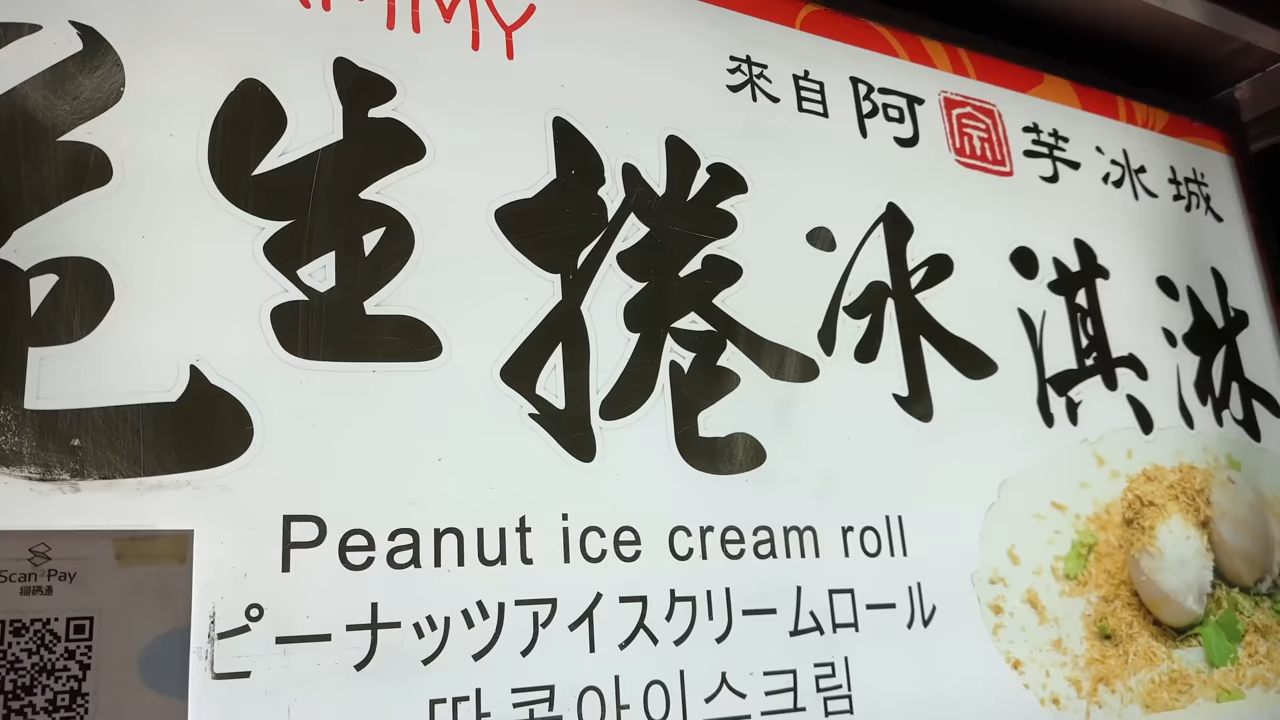 來自阿宗芋冰城
生捲冰淇淋
Peanut ice cream roll
ピーナッツアイスクリームロール
땅콩아이스크림
Scan Pay
掃碼通